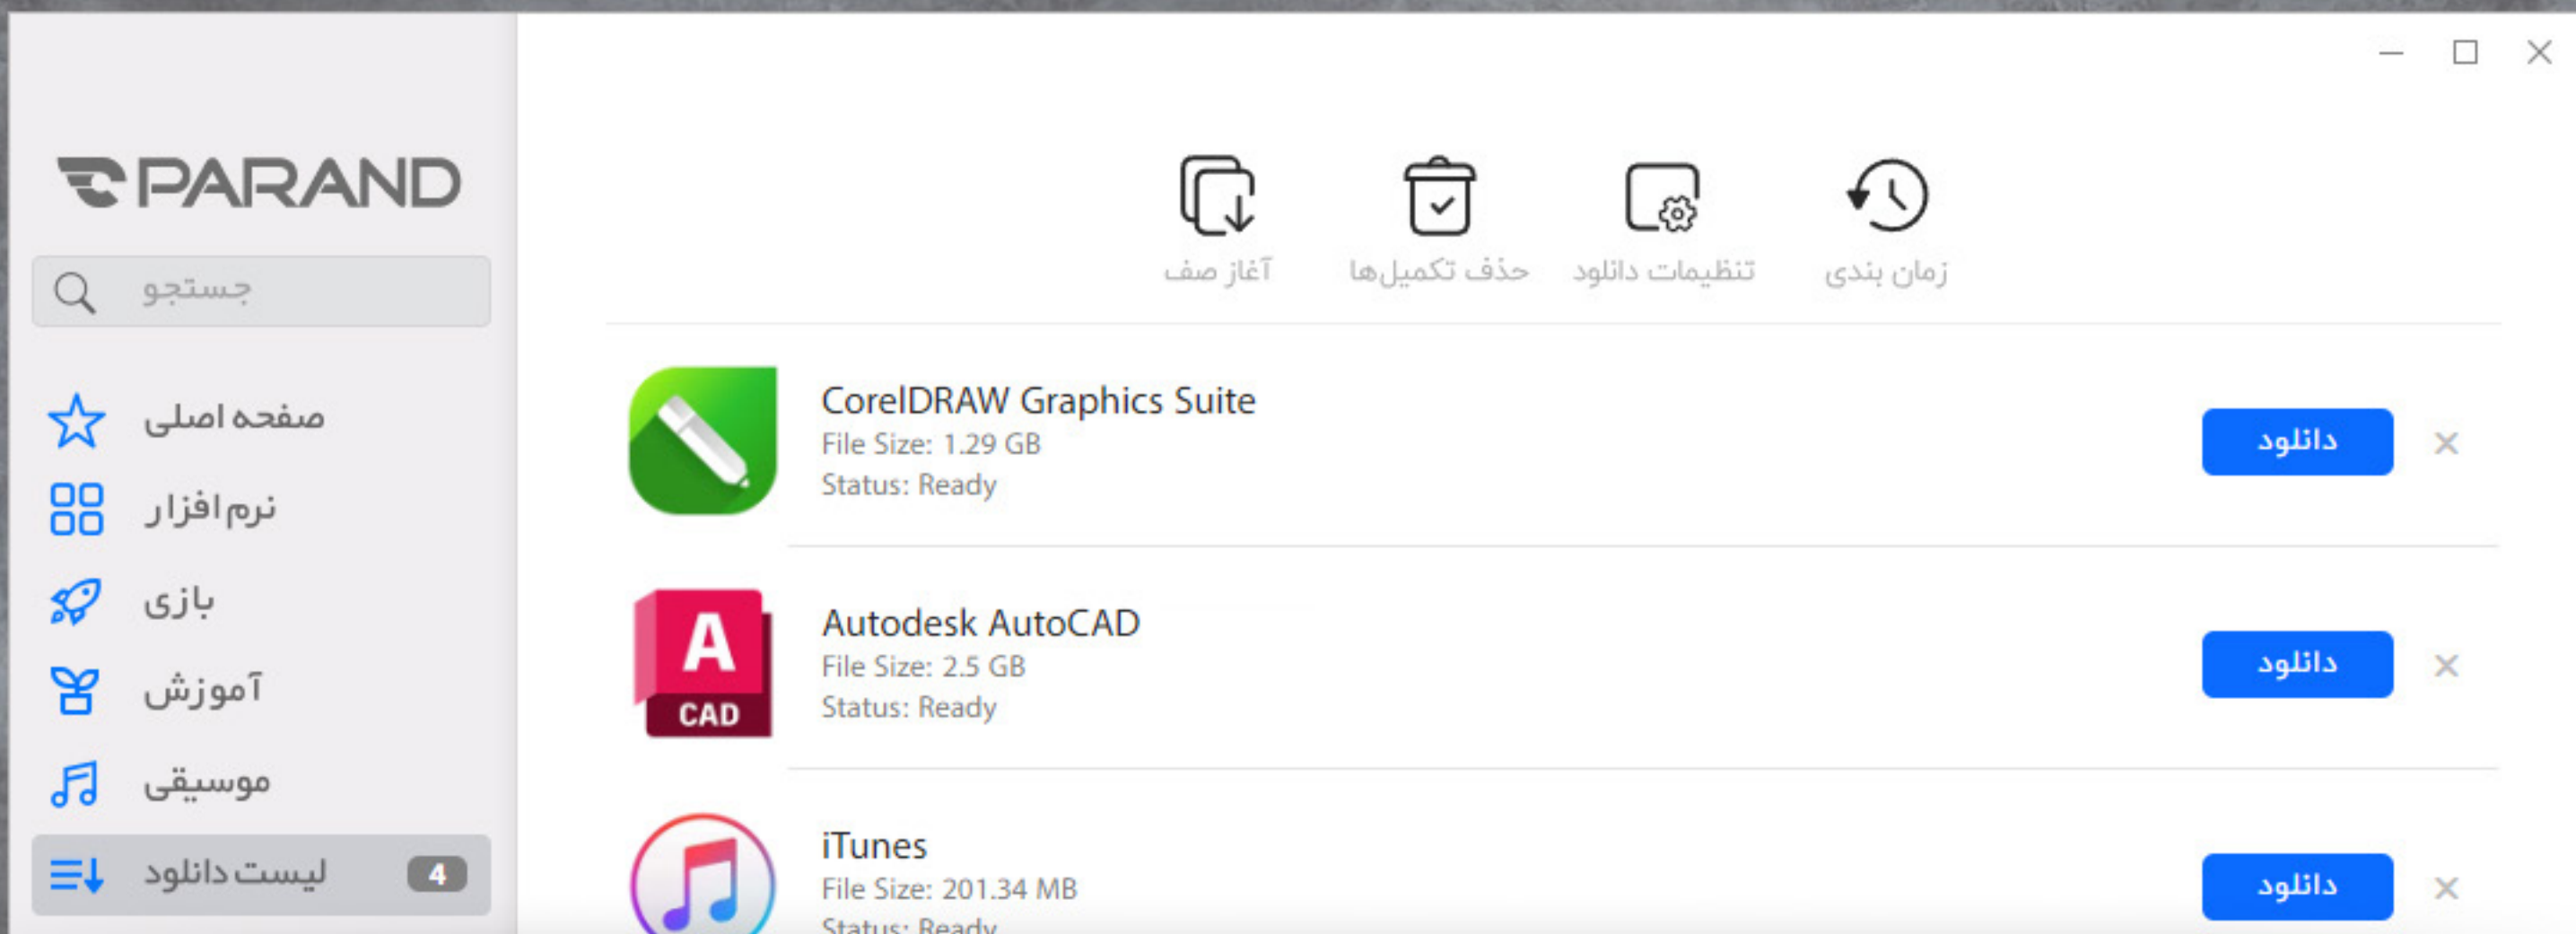 PARAND
جستجو
صفحه اصلی
نرم افزار
بازی
آموزش
موسیقی
لیست دانلود 4
آغاز صف
حذف تکمیل‌ها
تنظیمات دانلود
زمان بندی
CorelDRAW Graphics Suite
File Size: 1.29 GB
Status: Ready
دانلود
A
CAD
Autodesk AutoCAD
File Size: 2.5 GB
Status: Ready
دانلود
iTunes
File Size: 201.34 MB
Status: Ready
دانلود